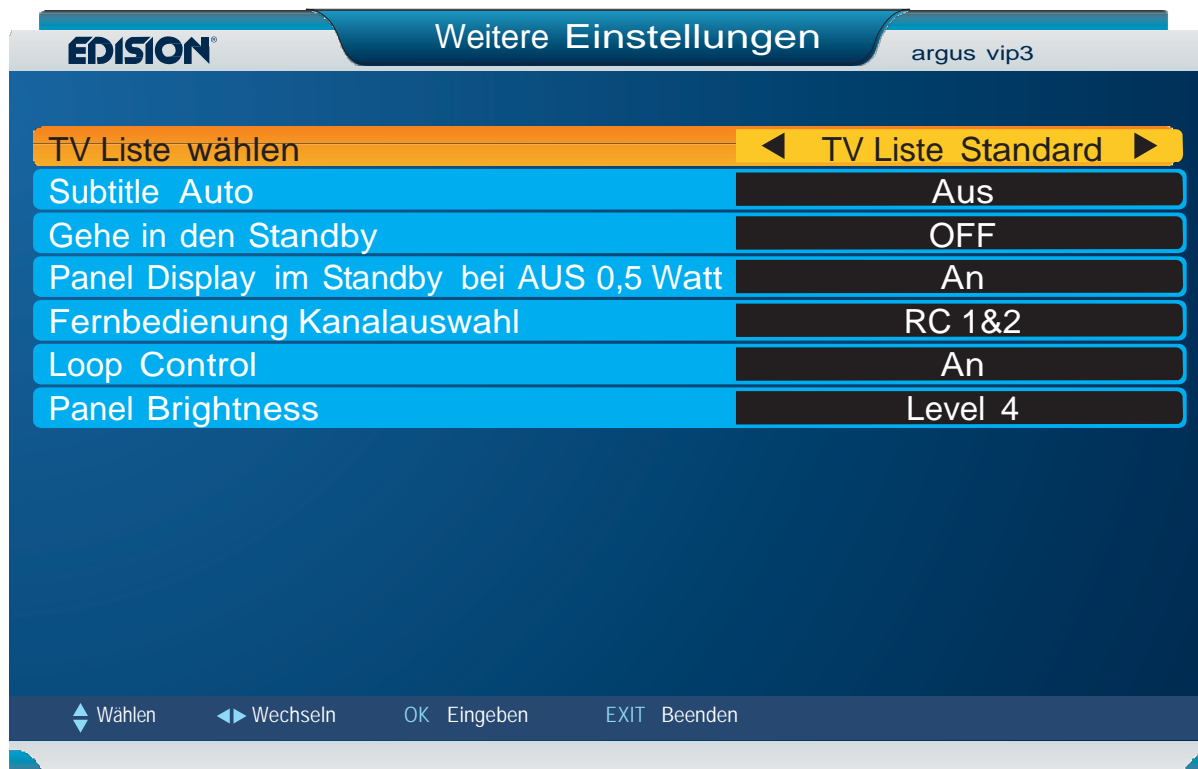 Weitere Einstellungen
EDISION®
argus vip3
TV Liste wählen TV Liste Standard
Subtitle Auto Aus
Gehe in den Standby OFF
Panel Display im Standby bei AUS 0,5 Watt An
Fernbedienung Kanalauswahl RC 1&2
Loop Control An
Panel Brightness Level 4
Wählen Wechseln OK Eingeben EXIT Beenden